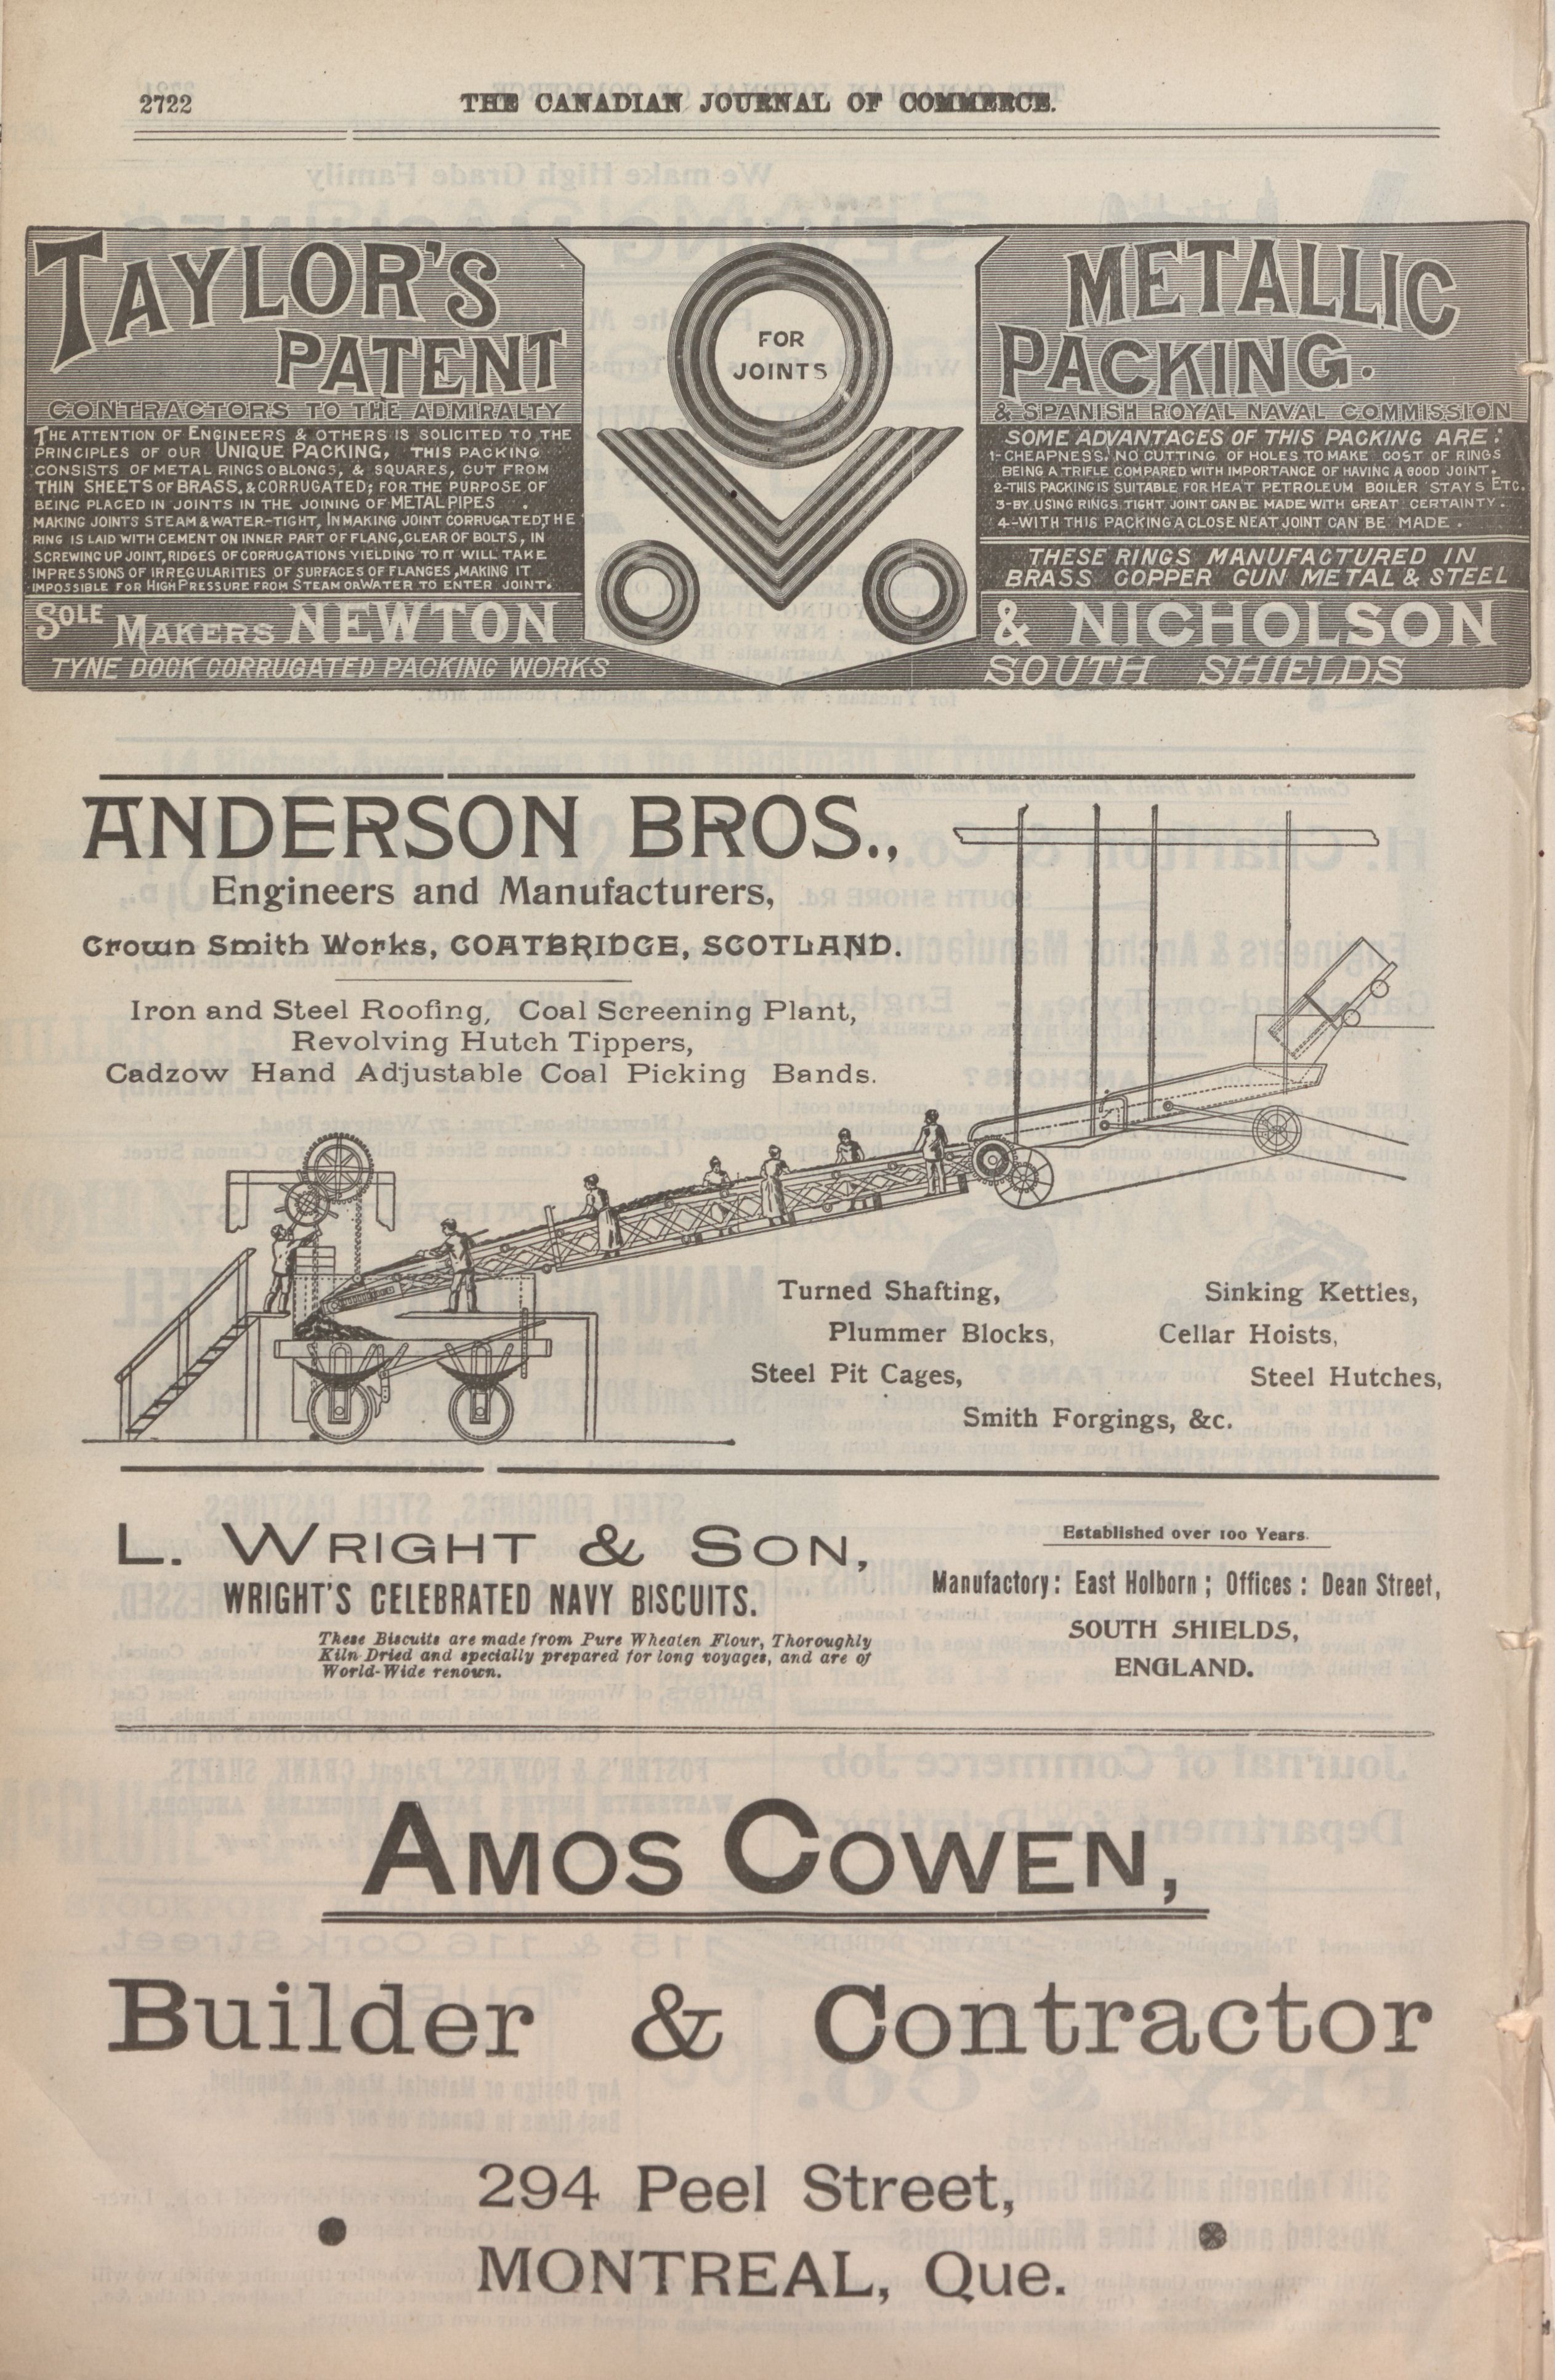 2722
THE CANADIAN JOURNAL OF COMMERCE.
TAYLOR'S
PATENT
CONTRACTORS TO THE ADMIRALTY
THE ATTENTION OF ENGINEERS & OTHERS IS SOLICITED TO THE
PRINCIPLES OF OUR UNIQUE PACKING, THIS PACKING
CONSISTS OF METAL RINGS OBLONGS, & SQUARES, CUT FROM
THIN SHEETS OF BRASS, & CORRUGATED; FOR THE PURPOSE OF
BEING PLACED IN JOINTS IN THE JOINING OF METAL PIPES
MAKING JOINTS STEAM & WATER-TIGHT, IN MAKING JOINT CORRUGATED, THE
RING IS LAID WITH CEMENT ON INNER PART OF FLANG, CLEAR OF BOLTS, IN
SCREWING UP JOINT, RIDGES OF CORRUGATIONS YIELDING TO IT WILL TAKE
IMPRESSIONS OF IRREGULARITIES OF SURFACES OF FLANGES, MAKING IT
IMPOSSIBLE FOR HIGH PRESSURE FROM STEAM OR WATER TO ENTER JOINT.
SOLE MAKERS NEWTON
TYNE DOCK CORRUGATED PACKING WORKS
FOR
JOINTS
METALLIC
PACKING.
& SPANISH ROYAL NAVAL COMMISSION
SOME ADVANTAGES OF THIS PACKING ARE:
1-CHEAPNESS, NO CUTTING OF HOLES TO MAKE COST OF RINGS
BEING A TRIFLE COMPARED WITH IMPORTANCE OF HAVING A GOOD JOINT.
2-THIS PACKING IS SUITABLE FOR HEAT PETROLEUM BOILER STAYS ETC.
3-BY USING RINGS TIGHT JOINT CAN BE MADE WITH GREAT CERTAINTY.
4-WITH THIS PACKING A CLOSE NEAT JOINT CAN BE MADE.
THESE RINGS MANUFACTURED IN
BRASS COPPER GUN METAL & STEEL
& NICHOLSON
SOUTH SHIELDS
ANDERSON BROS.,
Engineers and Manufacturers,
Crown Smith Works, COATBRIDGE, SCOTLAND.
Iron and Steel Roofing, Coal Screening Plant,
Revolving Hutch Tippers,
Cadzow Hand Adjustable Coal Picking Bands.
Turned Shafting, Sinking Kettles,
Plummer Blocks, Cellar Hoists,
Steel Pit Cages, Steel Hutches,
Smith Forgings, &c.
L. WRIGHT & SON,
WRIGHT'S CELEBRATED NAVY BISCUITS.
These Biscuits are made from Pure Wheaten Flour, Thoroughly
Kiln Dried and specially prepared for long voyages, and are of
World-Wide renown.
Established over 100 Years.
Manufactory: East Holborn; Offices: Dean Street,
SOUTH SHIELDS,
ENGLAND.
AMOS COWEN,
Builder & Contractor
294 Peel Street,
MONTREAL, Que.